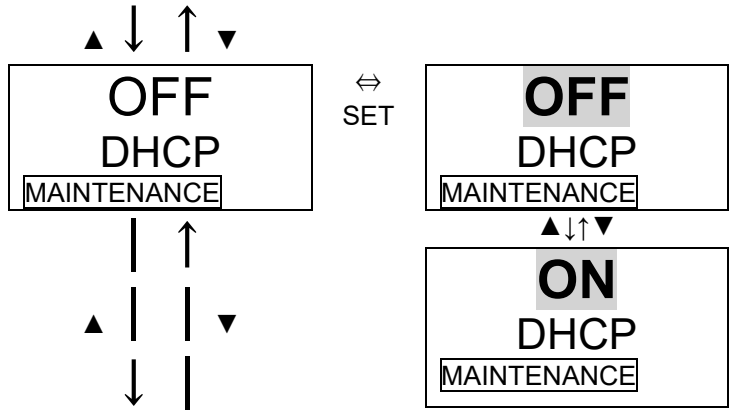 ▲ ↓ ↑ ▼
OFF
DHCP
MAINTENANCE
⇔
SET
OFF
DHCP
MAINTENANCE
▲↓↑▼
ON
DHCP
MAINTENANCE
▲ ↓ ↑ ▼